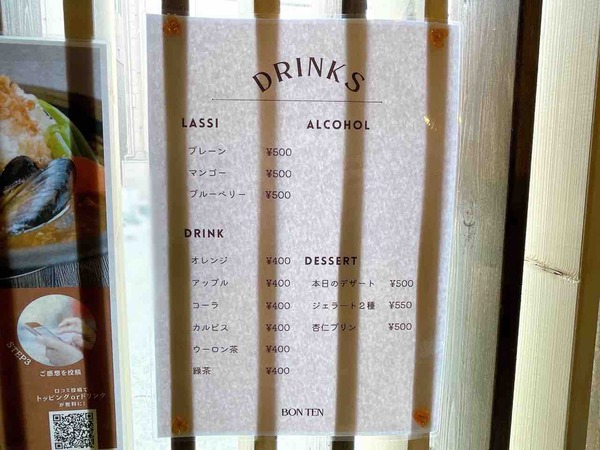 DRINKS
LASSI
プレーン ¥500
マンゴー ¥500
ブルーベリー ¥500
ALCOHOL
DRINK
オレンジ ¥400
アップル ¥400
コーラ ¥400
カルピス ¥400
ウーロン茶 ¥400
緑茶 ¥400
DESSERT
本日のデザート ¥500
ジェラート2種 ¥550
杏仁プリン ¥500
BON TEN
STEP3
ご感想を投稿
口コミ投稿で
トッピングorドリンク
が無料に!